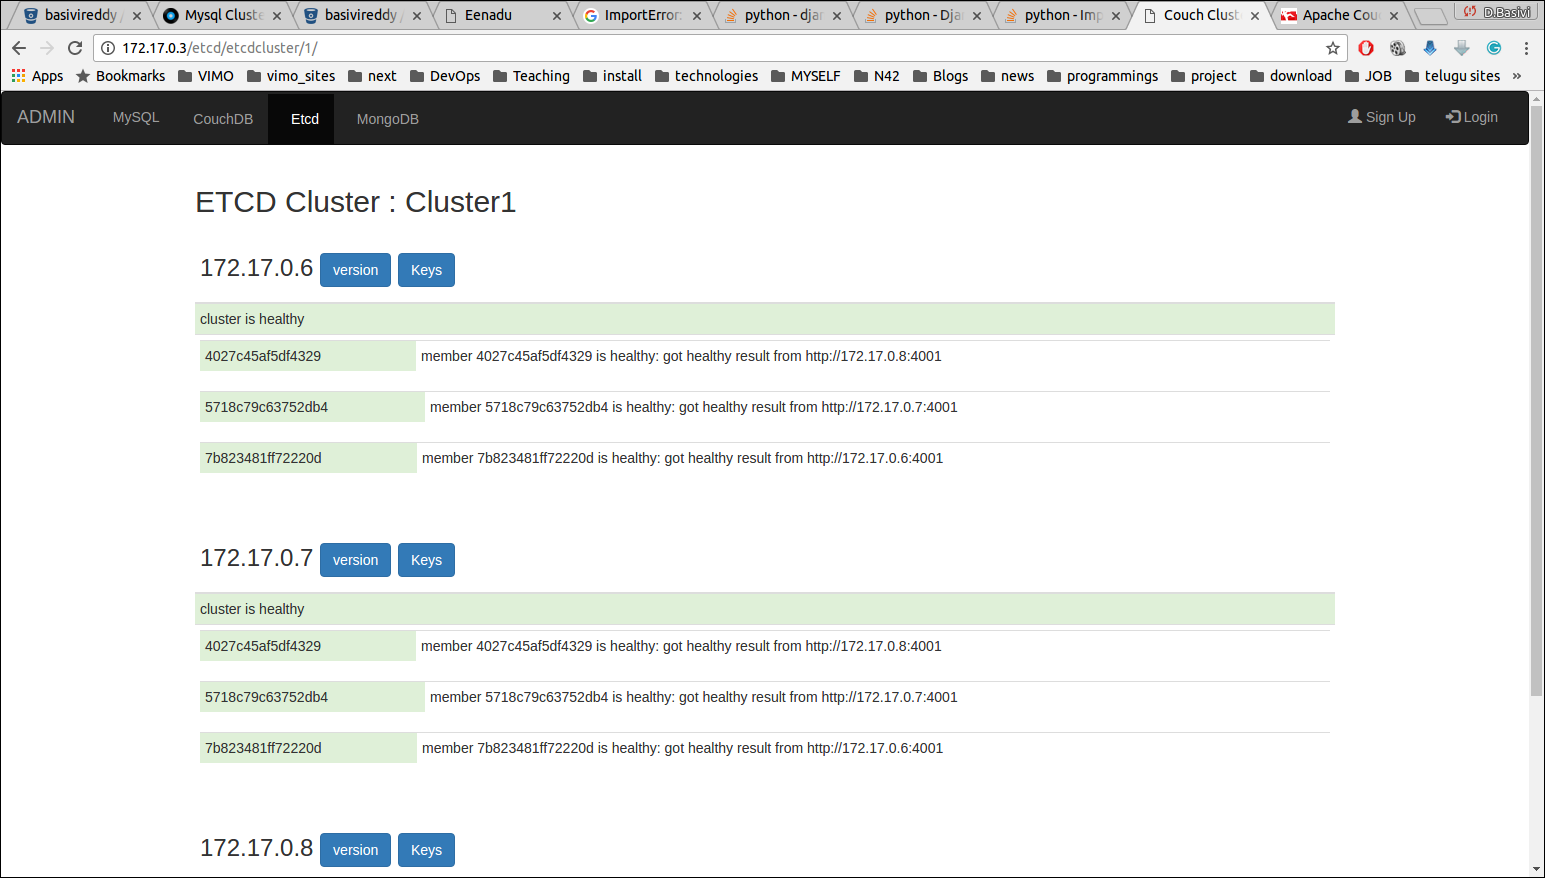 basivireddy / Mysql Cluste basivireddy / Eenadu ImportError: python - djan python - Djan python - Imp Couch Clust Apache Cou D.Basivi
172.17.0.3/etcd/etcdcluster/1/
Apps Bookmarks VIMO vimo_sites next DevOps Teaching install technologies MYSELF N42 Blogs news programmings project download JOB telugu sites »
ADMIN MySQL CouchDB Etcd MongoDB Sign Up Login
ETCD Cluster : Cluster1
172.17.0.6 version Keys
cluster is healthy
4027c45af5df4329 member 4027c45af5df4329 is healthy: got healthy result from http://172.17.0.8:4001
5718c79c63752db4 member 5718c79c63752db4 is healthy: got healthy result from http://172.17.0.7:4001
7b823481ff72220d member 7b823481ff72220d is healthy: got healthy result from http://172.17.0.6:4001
172.17.0.7 version Keys
cluster is healthy
4027c45af5df4329 member 4027c45af5df4329 is healthy: got healthy result from http://172.17.0.8:4001
5718c79c63752db4 member 5718c79c63752db4 is healthy: got healthy result from http://172.17.0.7:4001
7b823481ff72220d member 7b823481ff72220d is healthy: got healthy result from http://172.17.0.6:4001
172.17.0.8 version Keys